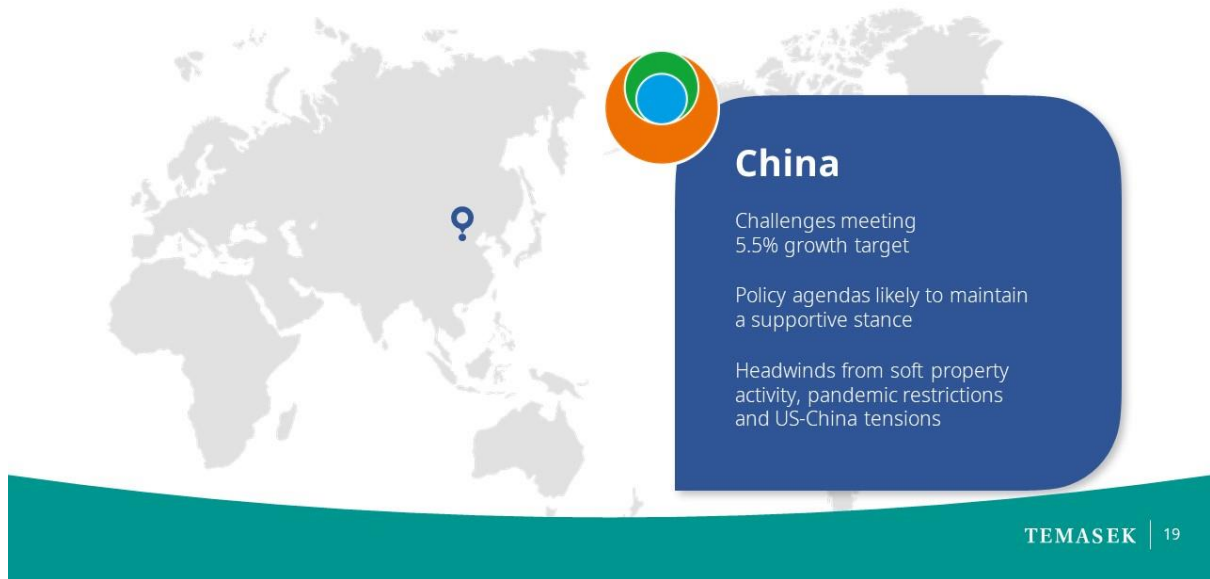 China
Challenges meeting
5.5% growth target
Policy agendas likely to maintain
a supportive stance
Headwinds from soft property
activity, pandemic restrictions
and US-China tensions
TEMASEK | 19